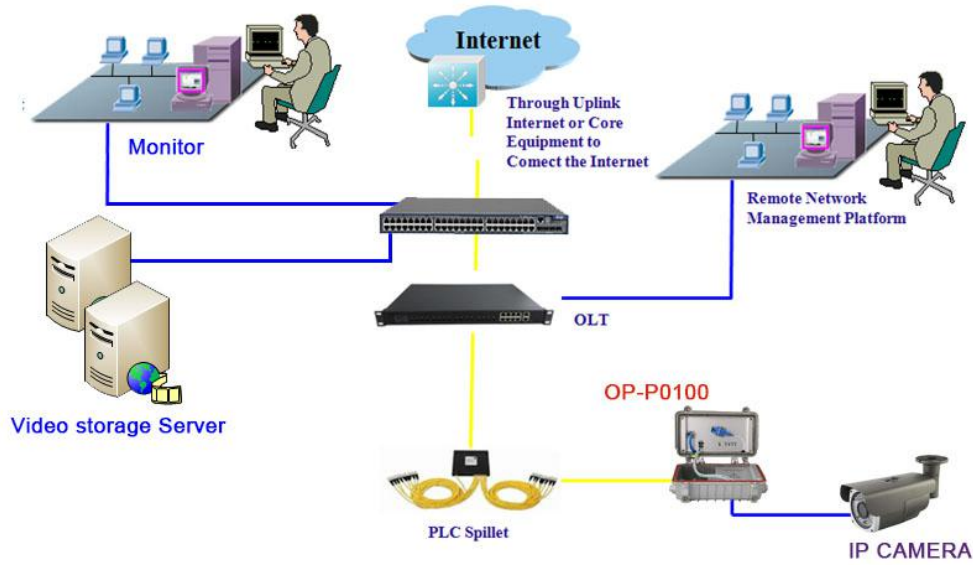 Internet
Through Uplink
Internet or Core
Equipment to
Comect the Internet
Monitor
Remote Network
Management Platform
OLT
Video storage Server
OP-P0100
PLC Spillet
IP CAMERA